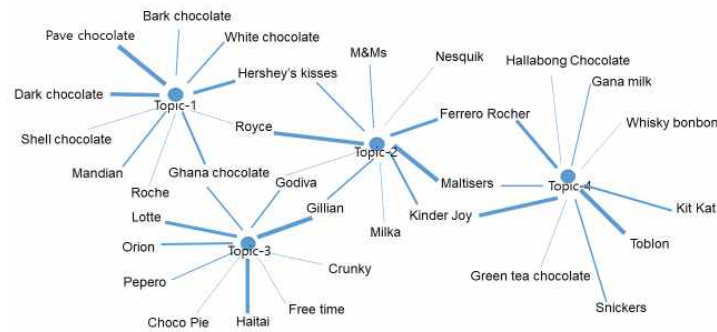 Bark chocolate
Pave chocolate
White chocolate
M&Ms
Nesquik
Hallabong Chocolate
Hershey's kisses
Gana milk
Dark chocolate
Topic-1
Ferrero Rocher
Whisky bonbon
Shell chocolate
Royce
Topic-2
Mandian
Ghana chocolate
Godiva
Maltisers
Topic-4
Roche
Lotte
Gillian
Kinder Joy
Kit Kat
Milka
Orion
Topic-3
Toblon
Crunky
Pepero
Green tea chocolate
Free time
Snickers
Choco Pie
Haitai